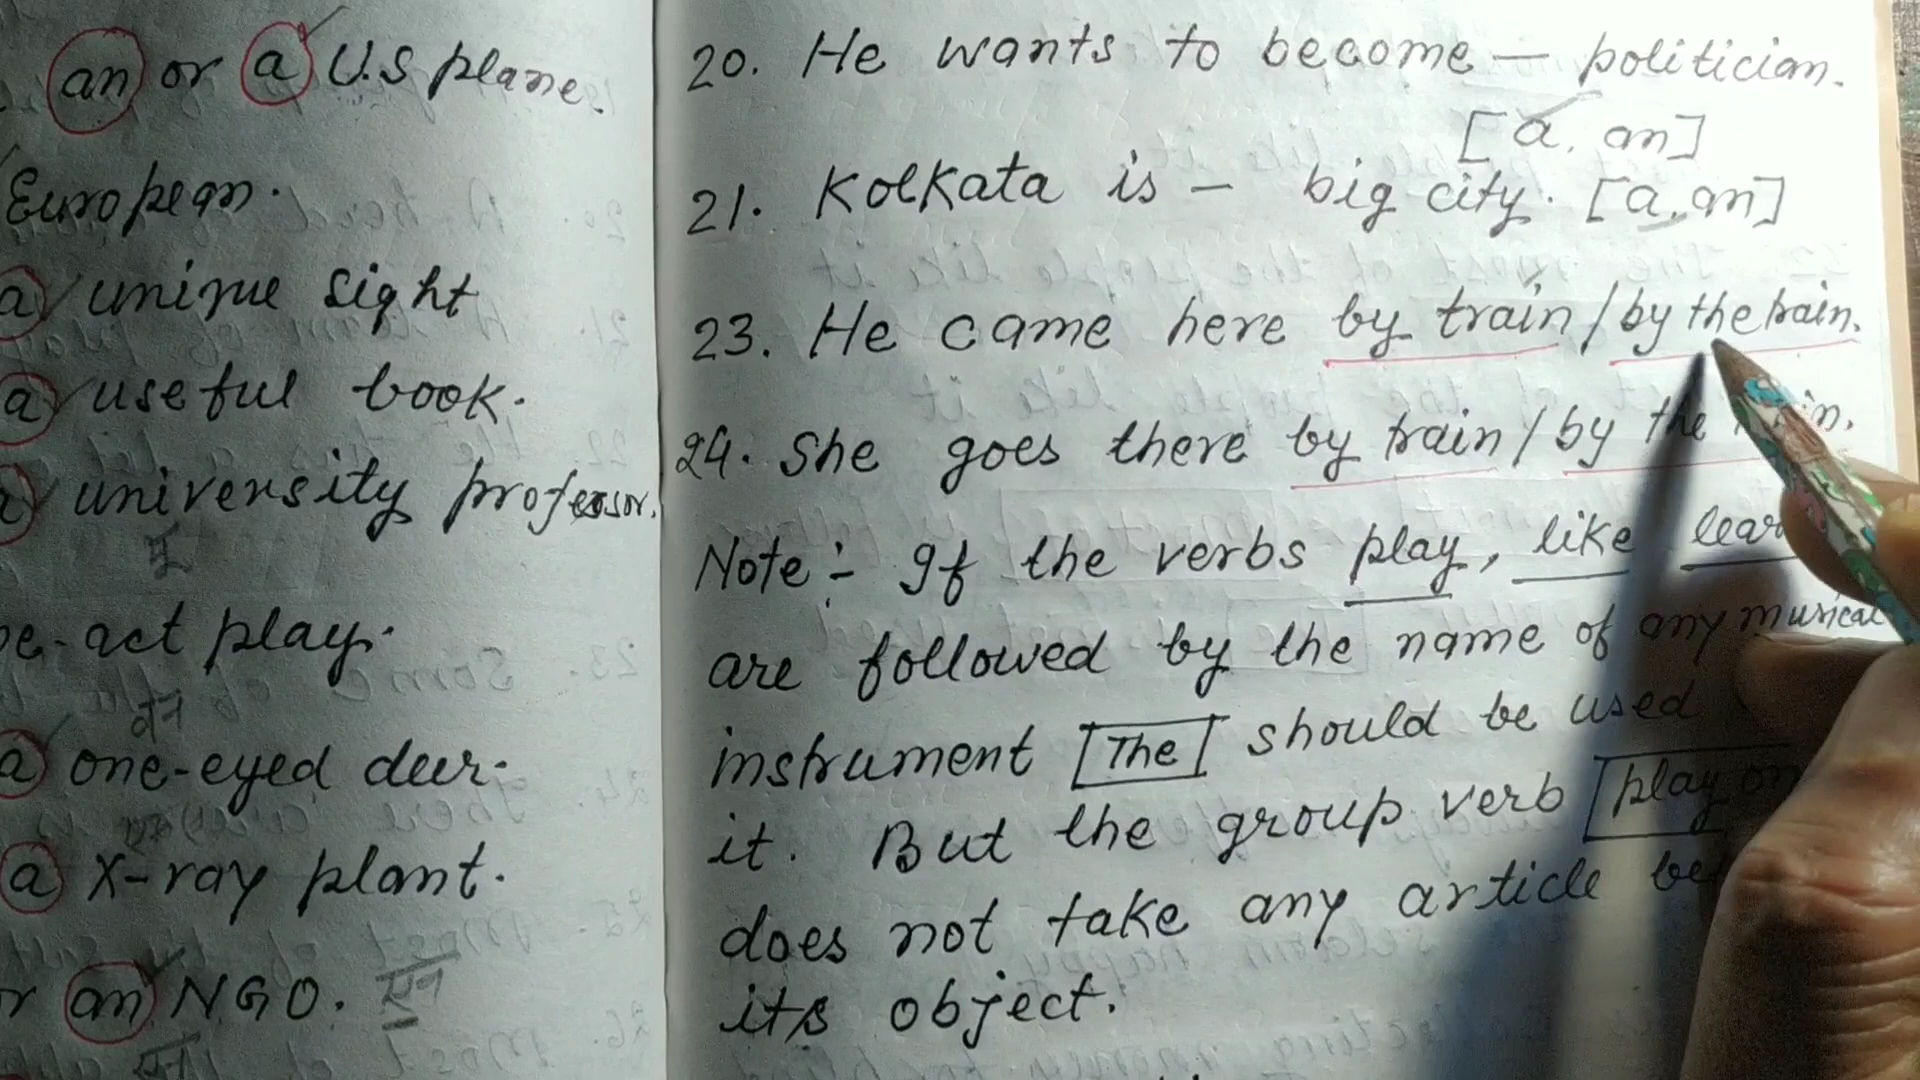 an or a U.S plane.
European.
a unique sight
a useful book.
a university professor.
act play.
a one-eyed deer.
a X-ray plant.
an NGO. एन
20. He wants to become — politician.
[a, an]
21. Kolkata is — big city. [a, an]
23. He came here by train / by the train.
24. She goes there by train / by the
Note :- If the verbs play, like
are followed by the name of any musical
instrument [The] should be used
it. But the group verb [play on
does not take any article
its object.